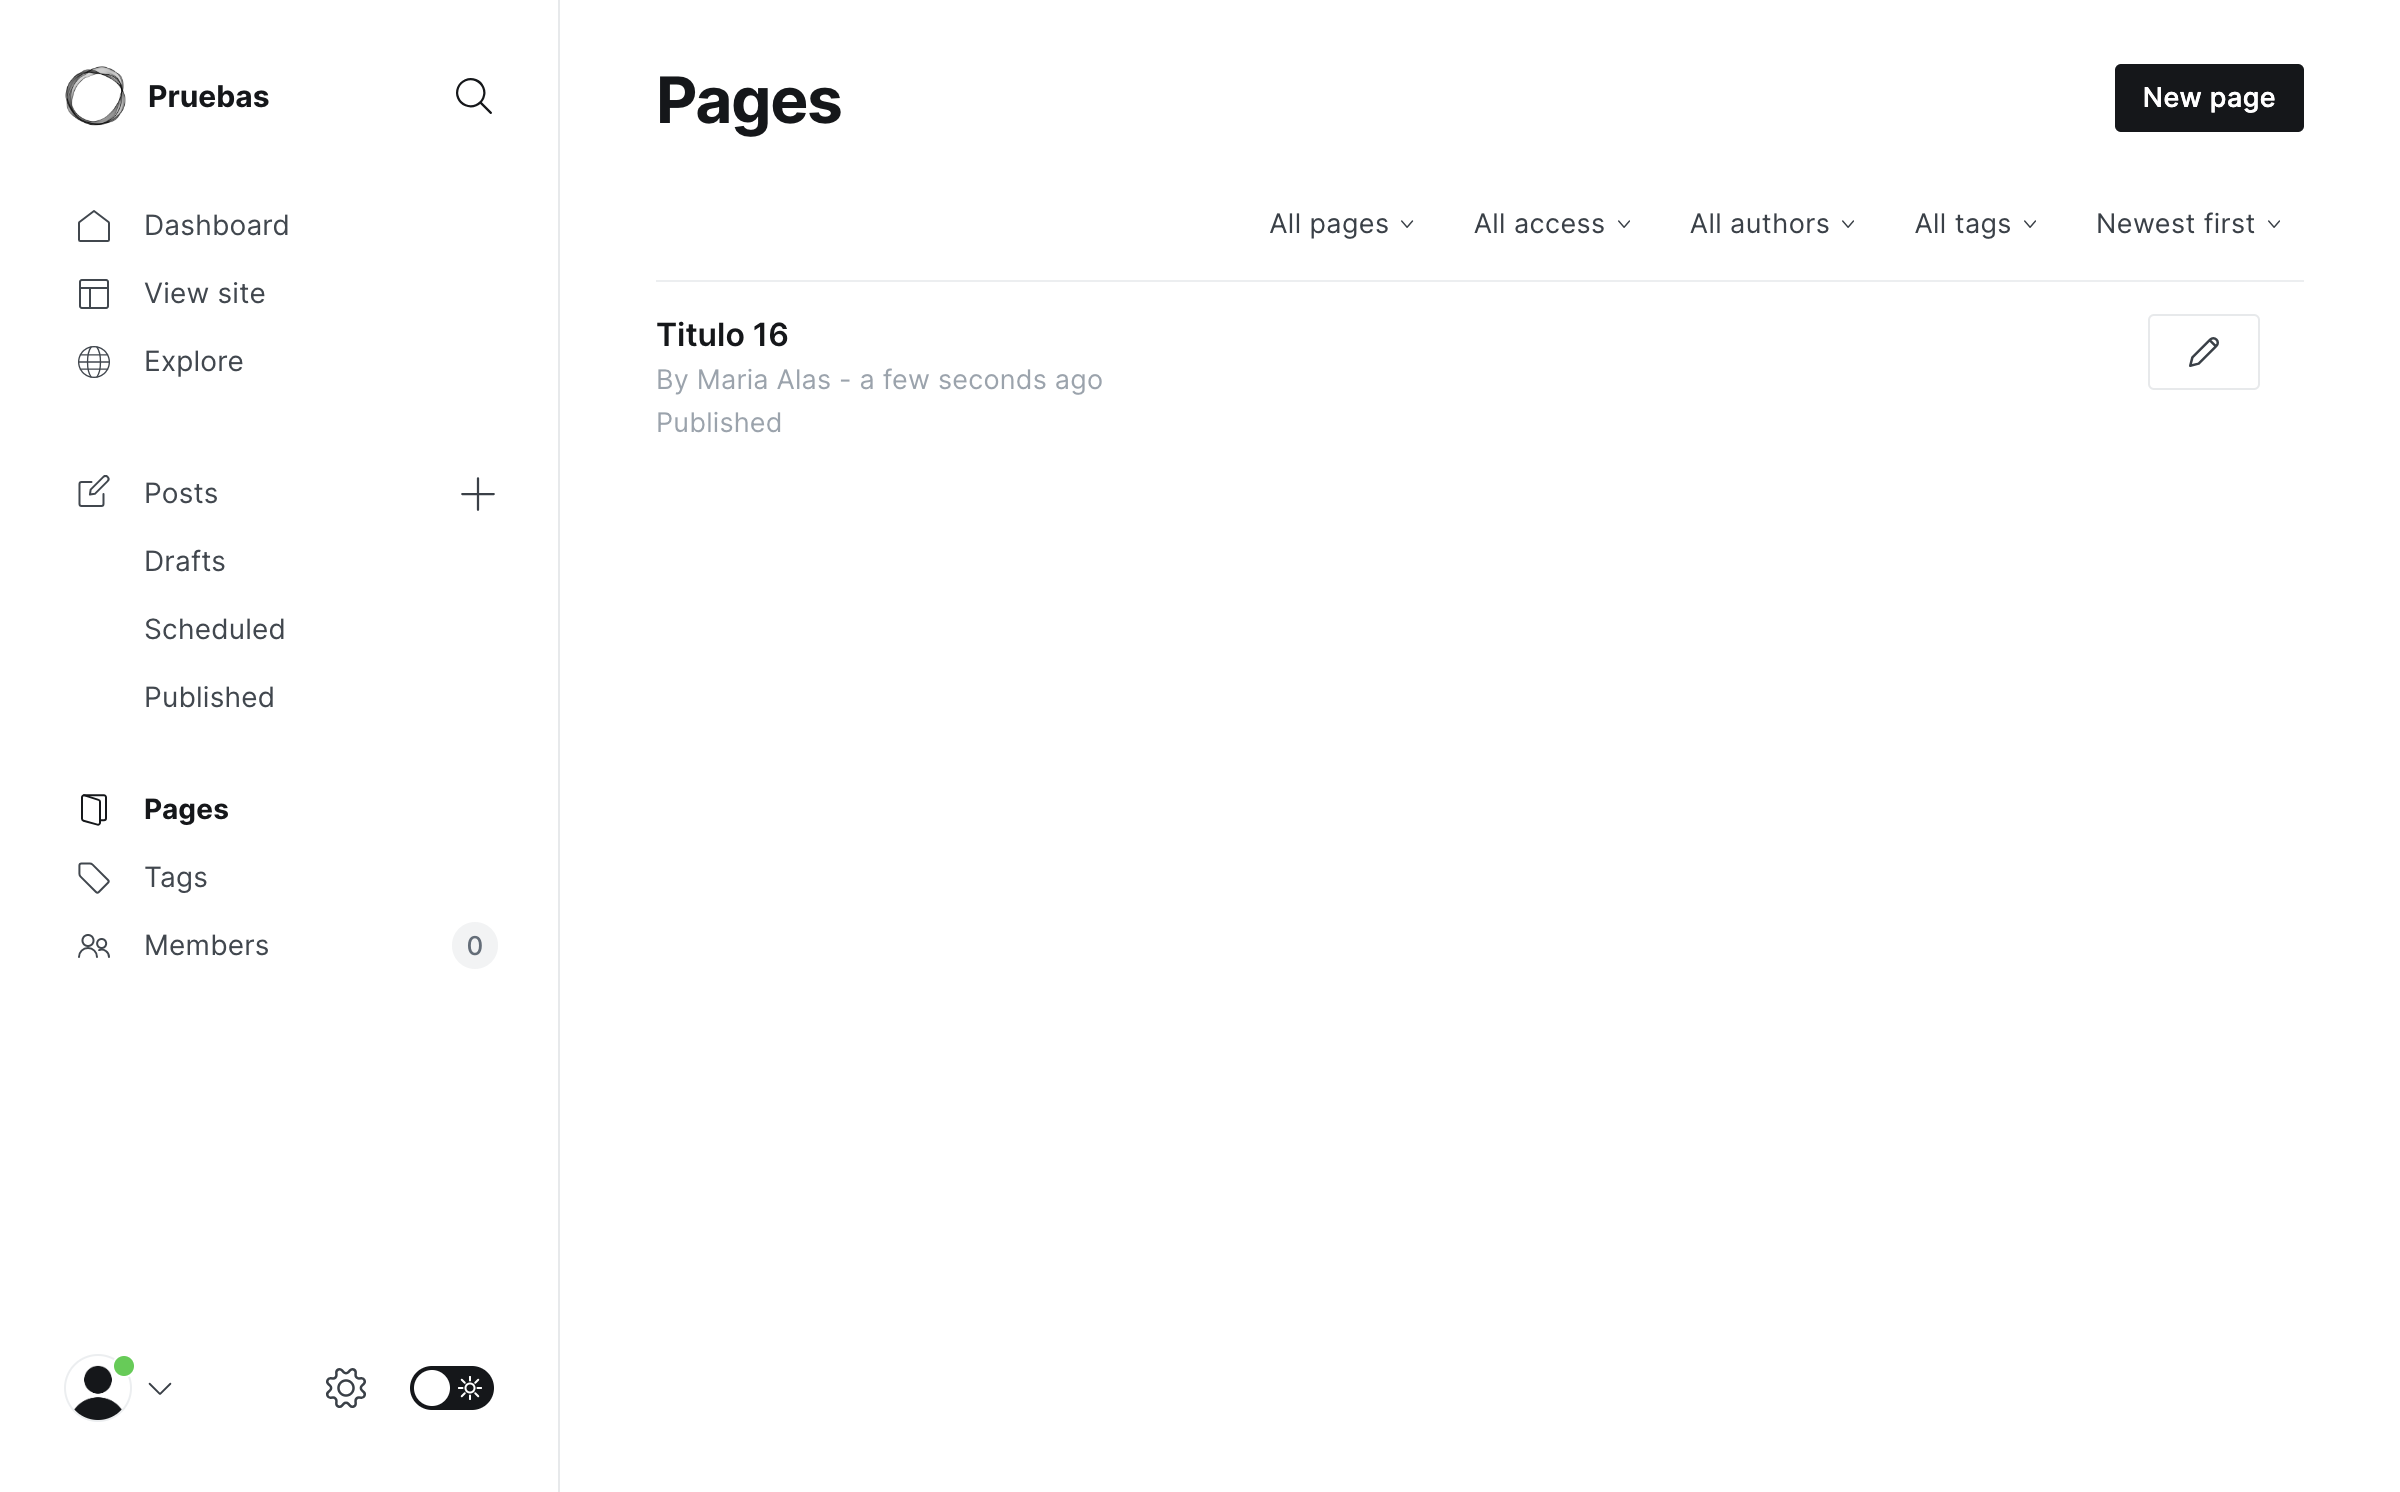 Pruebas
Dashboard
View site
Explore
Posts
Drafts
Scheduled
Published
Pages
Tags
Members 0
Pages
New page
All pages All access All authors All tags Newest first
Titulo 16
By Maria Alas - a few seconds ago
Published